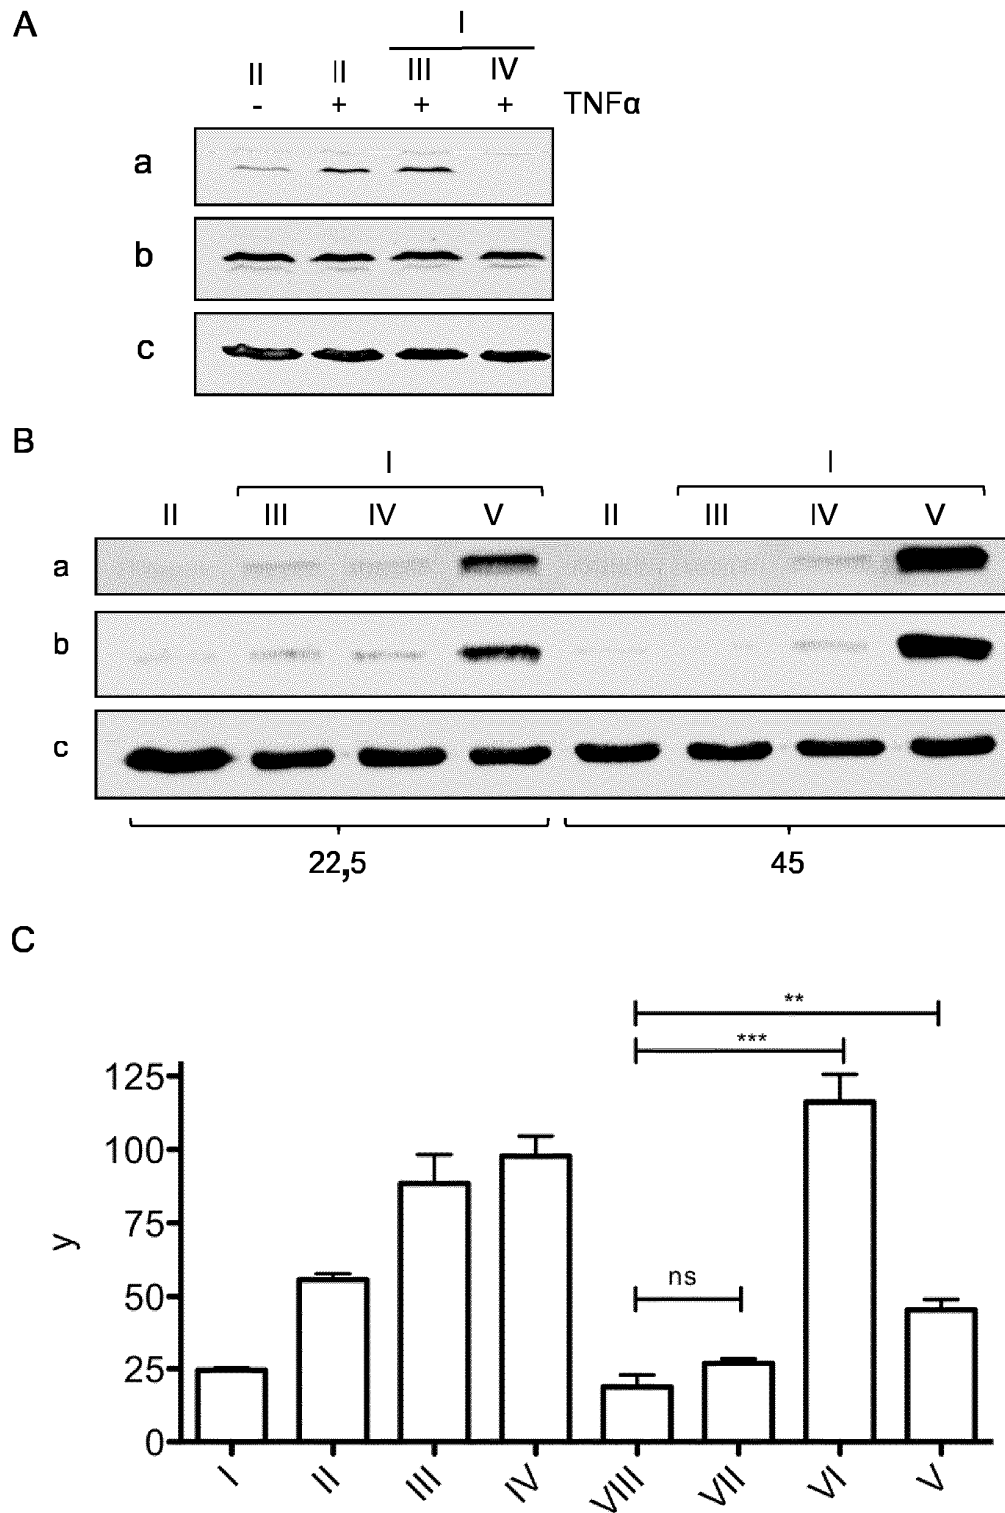 A
I
II II III IV
- + + + TNFα
a
b
c
B
I I
II III IV V II III IV V
a
b
c
22,5 45
C
**
***
ns
125
100
75
50
25
0
y
I II III IV VIII VII VI V